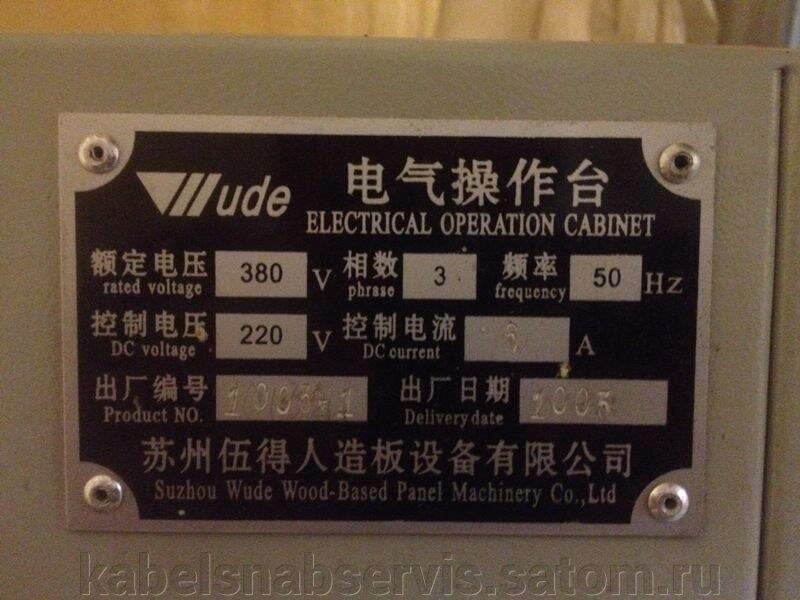 Wude 电气操作台
ELECTRICAL OPERATION CABINET
额定电压 380 V 相数 3 频率 50 Hz
rated voltage phrase frequency
控制电压 220 V 控制电流 6 A
DC voltage DC current
出厂编号 出厂日期
Product NO. Delivery date
苏州伍得人造板设备有限公司
Suzhou Wude Wood-Based Panel Machinery Co.,Ltd
kabelsnabservis.satom.ru